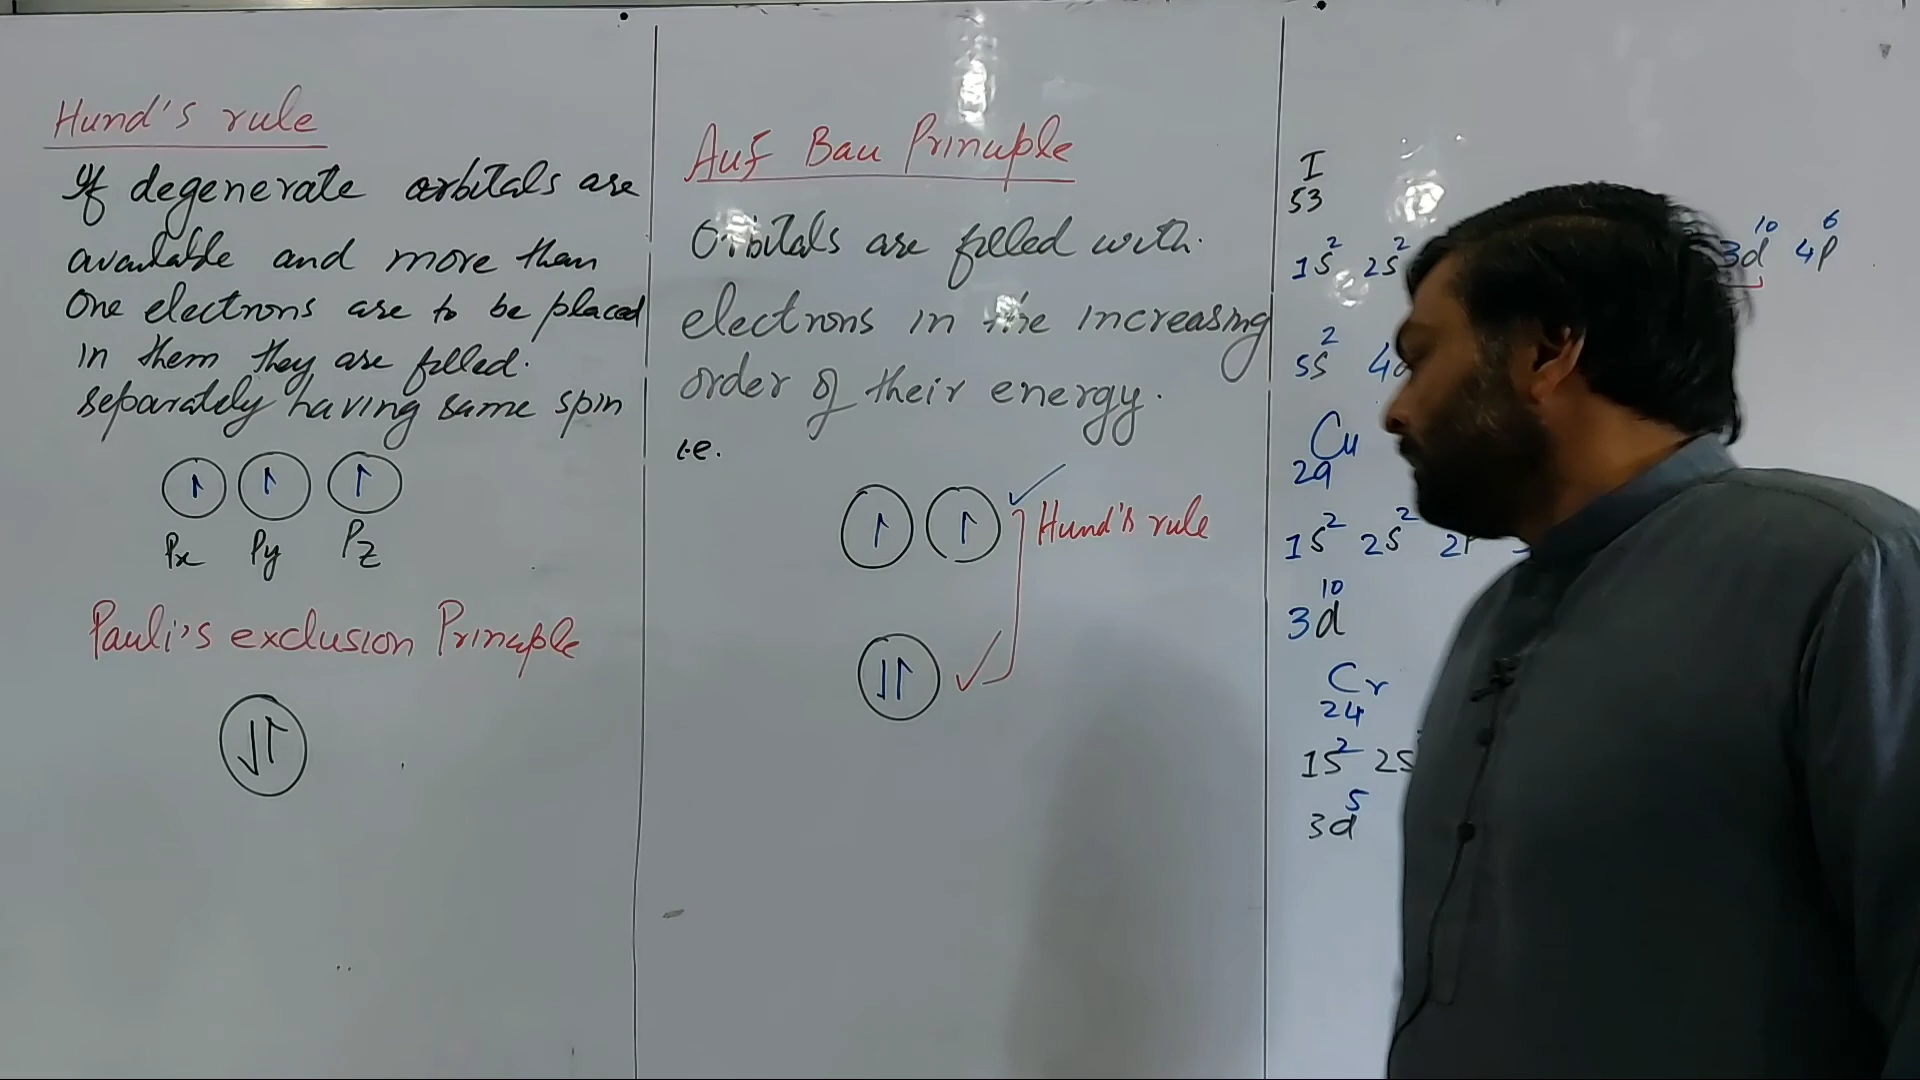 Hund's rule
If degenerate orbitals are
available and more than
One electrons are to be placed
in them they are filled.
separately having same spin
↿ ↿ ↿
Px Py Pz
Pauli's exclusion Principle
⇃↾
Auf Bau Principle
Orbitals are filled with.
electrons in the increasing
order of their energy.
i.e.
↿ ↿ Hund's rule
⇃↾
I
53
1s² 2s² 3d¹⁰ 4p⁶
5s²
Cu
29
1s² 2s²
3d¹⁰
Cr
24
1s² 2s
3d⁵